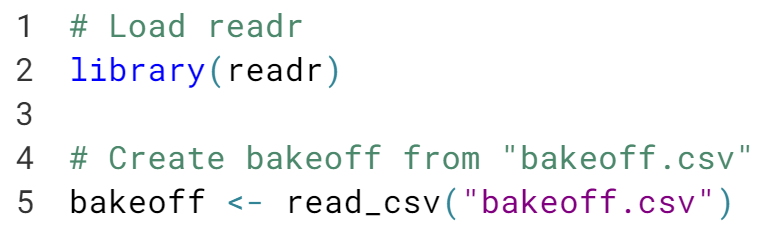 1 # Load readr
2 library(readr)
3
4 # Create bakeoff from "bakeoff.csv"
5 bakeoff <- read_csv("bakeoff.csv")